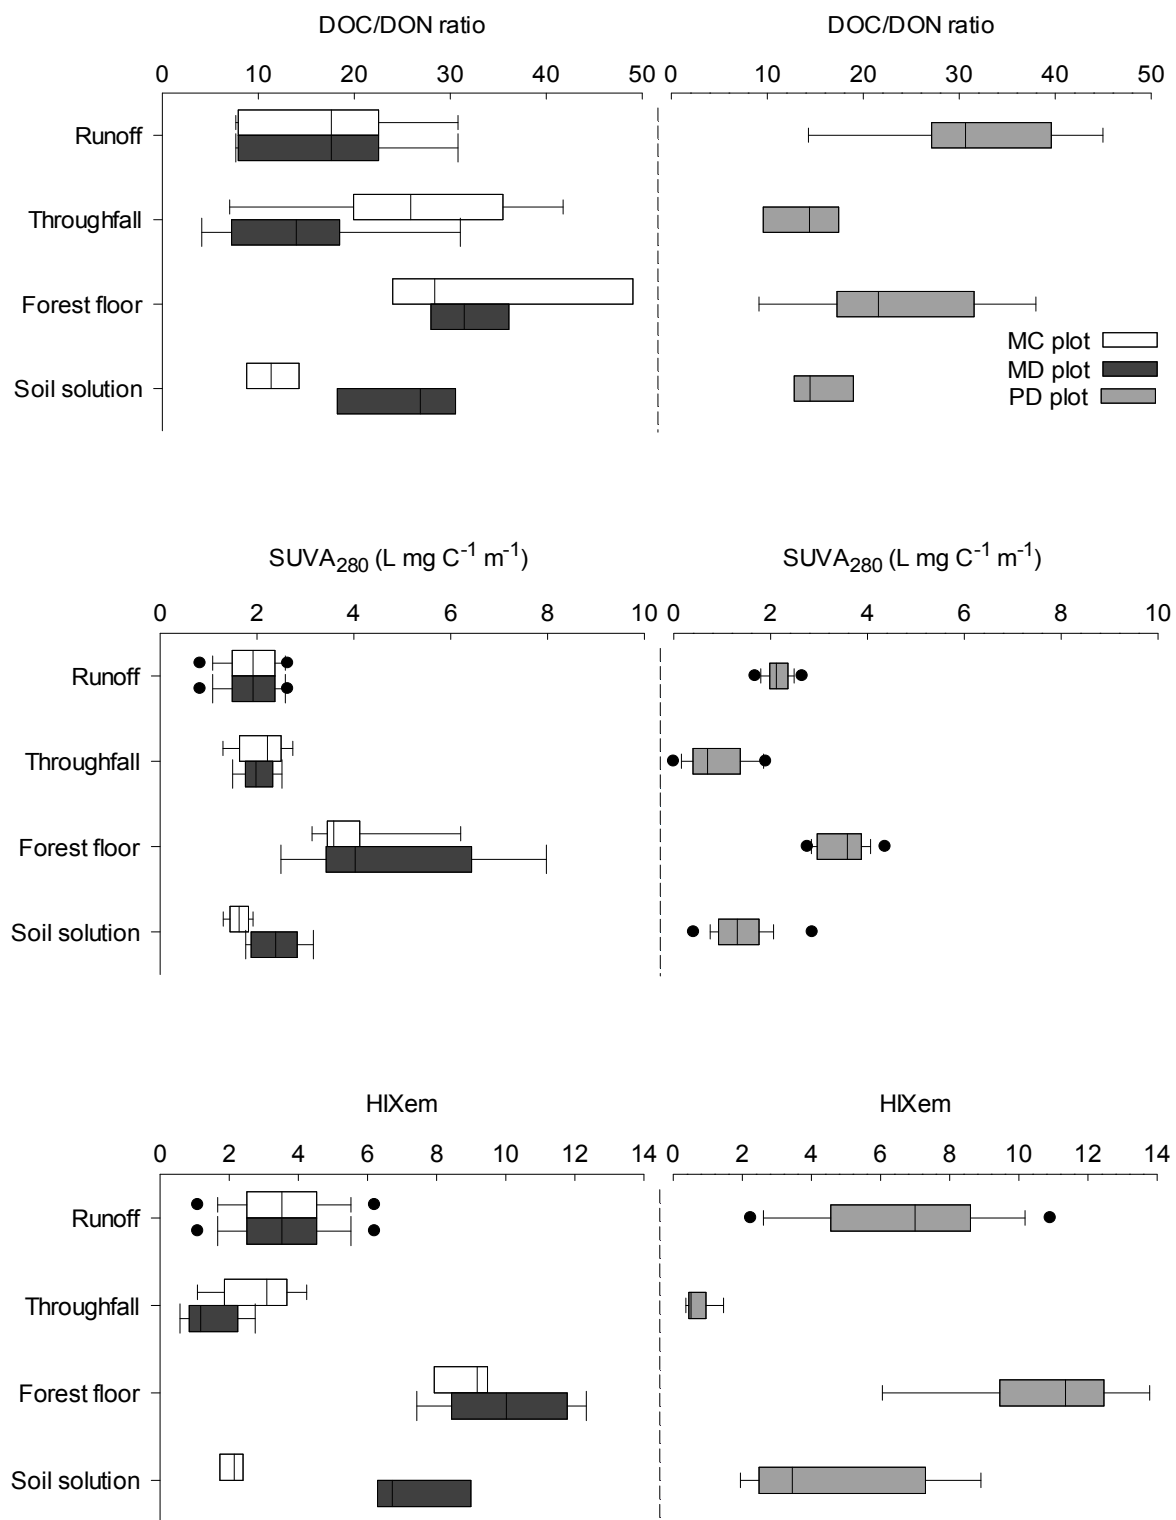 DOC/DON ratio DOC/DON ratio
0 10 20 30 40 50 0 10 20 30 40 50
Runoff
Throughfall
Forest floor
MC plot
MD plot
Soil solution
PD plot
SUVA280 (L mg C-1 m-1) SUVA280 (L mg C-1 m-1)
0 2 4 6 8 10 0 2 4 6 8 10
Runoff
Throughfall
Forest floor
Soil solution
HIXem HIXem
0 2 4 6 8 10 12 14 0 2 4 6 8 10 12 14
Runoff
Throughfall
Forest floor
Soil solution